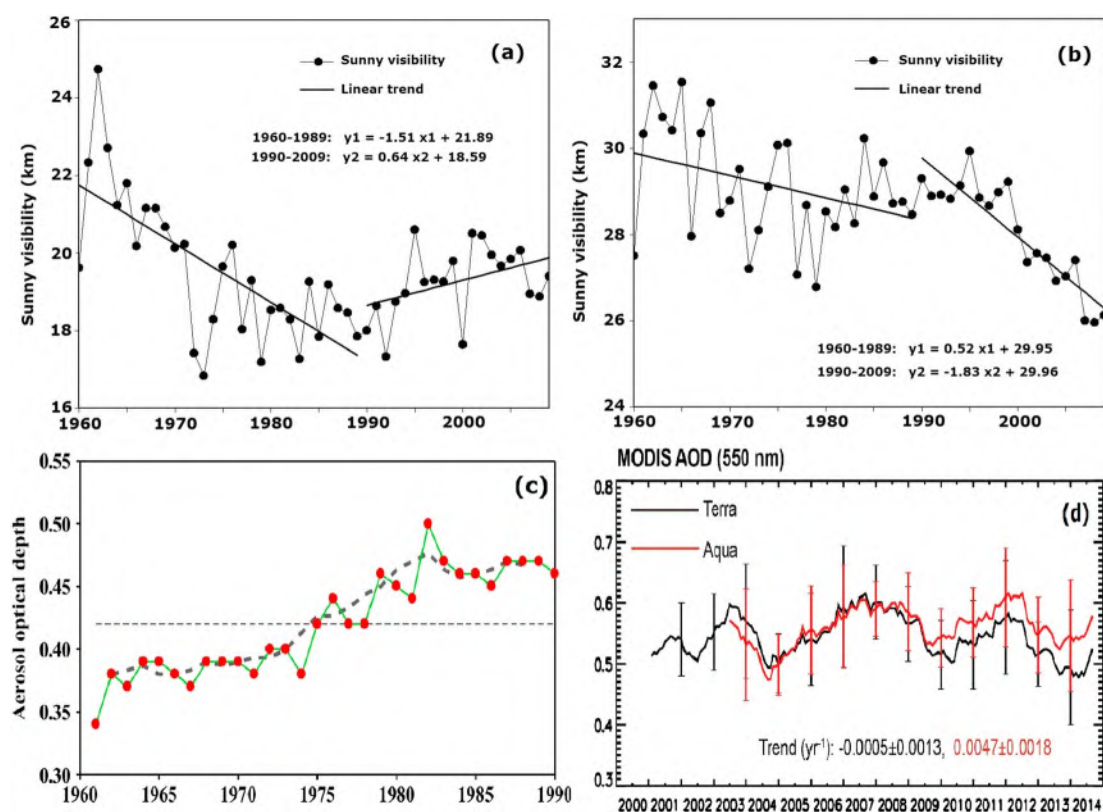 26
24
22
20
18
16
Sunny visibility (km)
(a)
Sunny visibility
Linear trend
1960-1989: y1 = -1.51 x1 + 21.89
1990-2009: y2 = 0.64 x2 + 18.59
1960 1970 1980 1990 2000
32
30
28
26
24
Sunny visibility (km)
(b)
Sunny visibility
Linear trend
1960-1989: y1 = 0.52 x1 + 29.95
1990-2009: y2 = -1.83 x2 + 29.96
1960 1970 1980 1990 2000
0.55
0.50
0.45
0.40
0.35
0.30
Aerosol optical depth
(c)
1960 1965 1970 1975 1980 1985 1990
MODIS AOD (550 nm)
0.8
0.7
0.6
0.5
0.4
0.3
Terra
Aqua
(d)
Trend (yr⁻¹): -0.0005±0.0013, 0.0047±0.0018
2000 2001 2002 2003 2004 2005 2006 2007 2008 2009 2010 2011 2012 2013 2014